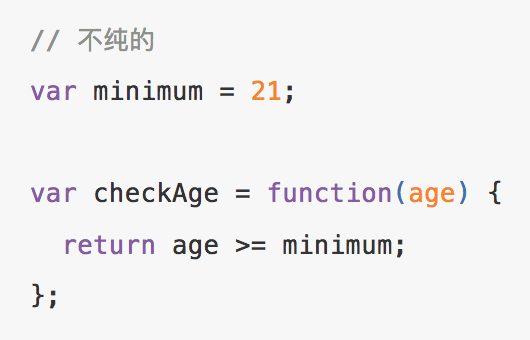 // 不纯的
var minimum = 21;
var checkAge = function(age) {
  return age >= minimum;
};